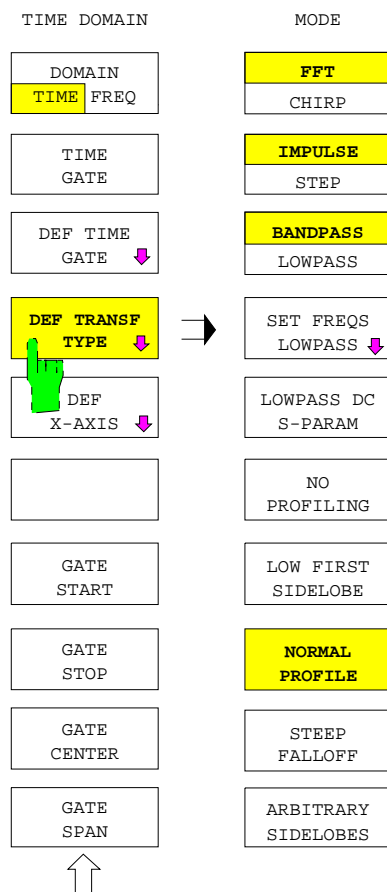 TIME DOMAIN
DOMAIN
TIME FREQ
TIME
GATE
DEF TIME
GATE
DEF TRANSF
TYPE
DEF
X-AXIS
GATE
START
GATE
STOP
GATE
CENTER
GATE
SPAN
MODE
FFT
CHIRP
IMPULSE
STEP
BANDPASS
LOWPASS
SET FREQS
LOWPASS
LOWPASS DC
S-PARAM
NO
PROFILING
LOW FIRST
SIDELOBE
NORMAL
PROFILE
STEEP
FALLOFF
ARBITRARY
SIDELOBES